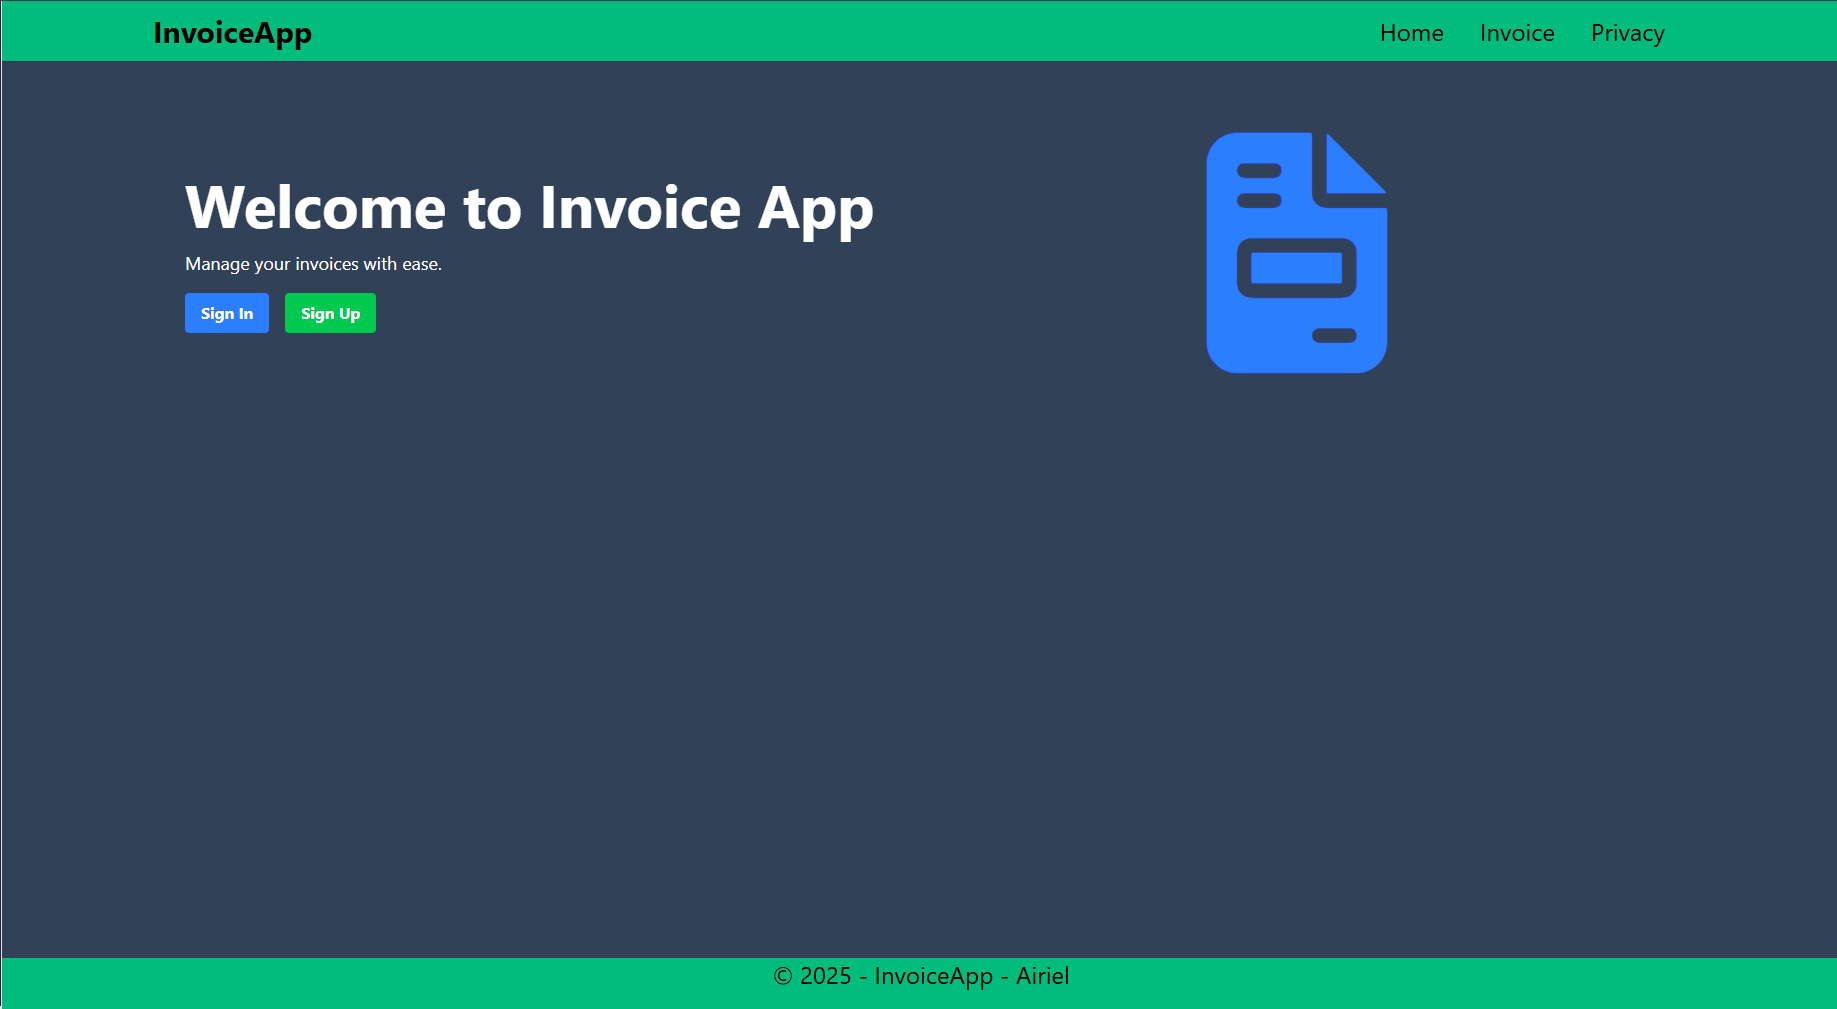 InvoiceApp
Home Invoice Privacy
Welcome to Invoice App
Manage your invoices with ease.
Sign In Sign Up
© 2025 - InvoiceApp - Airiel